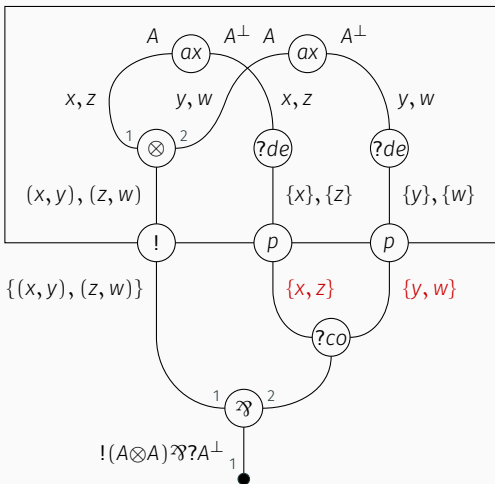 A A⊥ A A⊥
ax ax
x, z y, w x, z y, w
1 2
⊗ ?de ?de
(x, y), (z, w) {x}, {z} {y}, {w}
! p p
{(x, y), (z, w)} {x, z} {y, w}
?co
1 2
⅋
!(A⊗A)⅋?A⊥
1